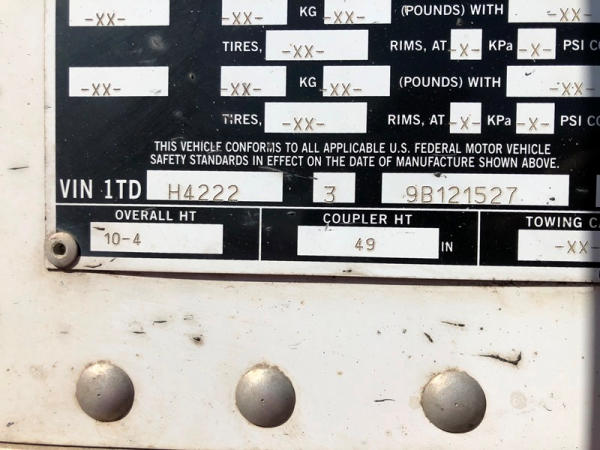 -XX- -XX- KG -XX- (POUNDS) WITH -XX-
TIRES, -XX- RIMS, AT -X- KPa -X- PSI CO
-XX- -XX- KG -XX- (POUNDS) WITH -XX-
TIRES, -XX- RIMS, AT -X- KPa -X- PSI CO
THIS VEHICLE CONFORMS TO ALL APPLICABLE U.S. FEDERAL MOTOR VEHICLE
SAFETY STANDARDS IN EFFECT ON THE DATE OF MANUFACTURE SHOWN ABOVE.
VIN 1TD H4222 3 9B121527
OVERALL HT COUPLER HT TOWING CA
10-4 49 IN -XX-